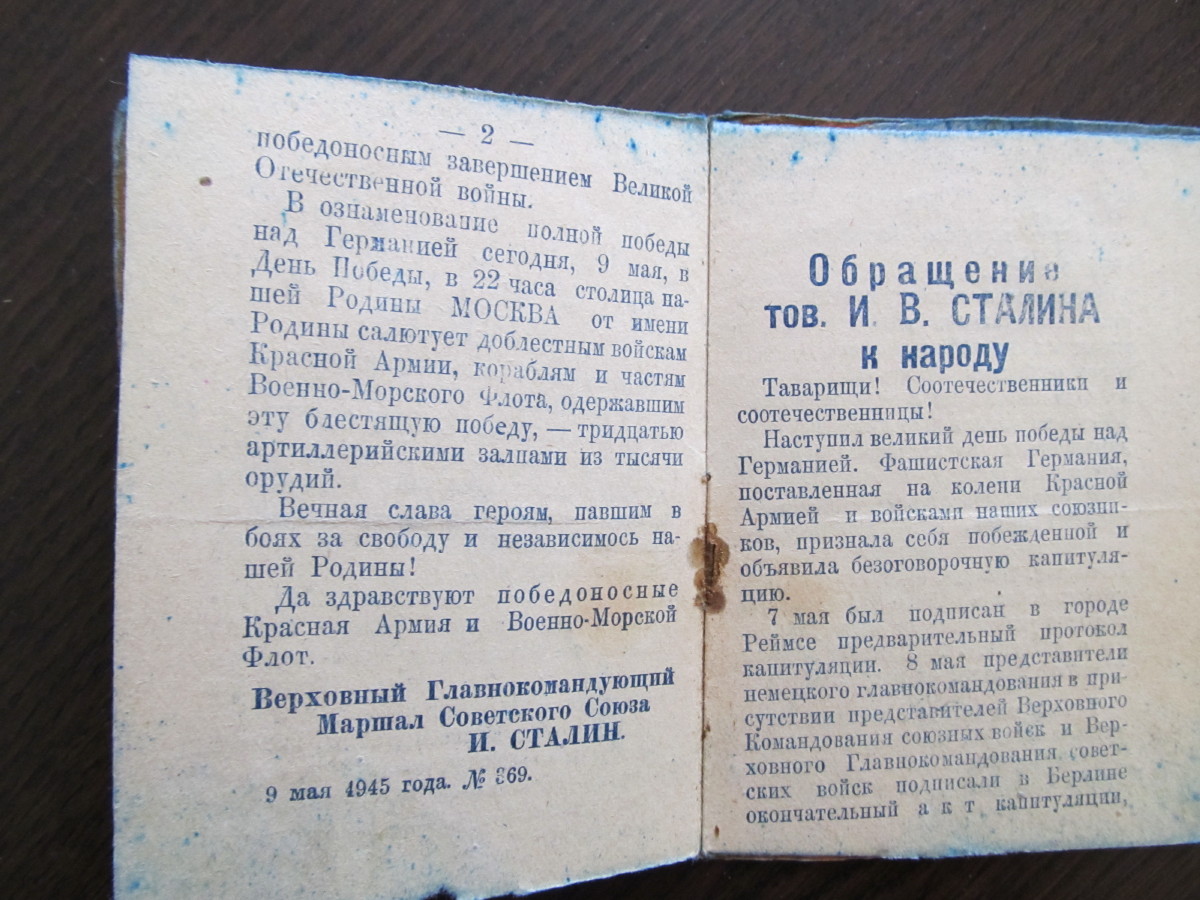 — 2 —
победоносным завершением Великой
Отечественной войны.
В ознаменование полной победы
над Германией сегодня, 9 мая, в
День Победы, в 22 часа столица на-
шей Родины МОСКВА от имени
Родины салютует доблестным войскам
Красной Армии, кораблям и частям
Военно-Морского Флота, одержавшим
эту блестящую победу, — тридцатью
артиллерийскими залпами из тысячи
орудий.
Вечная слава героям, павшим в
боях за свободу и независимось на-
шей Родины!
Да здравствуют победоносные
Красная Армия и Военно-Морской
Флот.
Верховный Главнокомандующий
Маршал Советского Союза
И. СТАЛИН.
9 мая 1945 года. № 369.
Обращение
тов. И. В. СТАЛИНА
к народу
Таварищи! Соотечественники и
соотечественницы!
Наступил великий день победы над
Германией. Фашистская Германия,
поставленная на колени Красной
Армией и войсками наших союзни-
ков, признала себя побежденной и
объявила безоговорочную капитуля-
цию.
7 мая был подписан в городе
Реймсе предварительный протокол
капитуляции. 8 мая представители
немецкого главнокомандования в при-
сутствии представителей Верховного
Командования союзных войск и Вер-
ховного Главнокомандования совет-
ских войск подписали в Берлине
окончательный акт капитуляции,